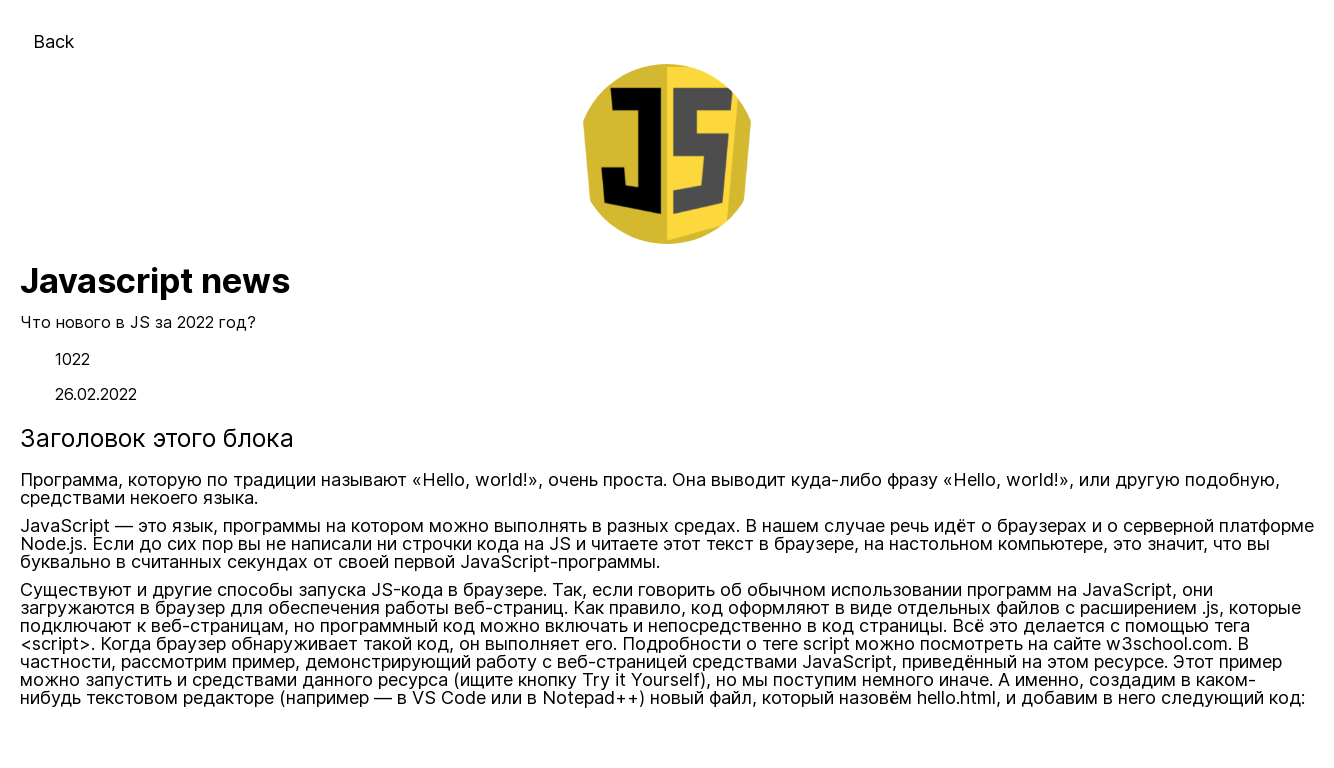 Back
JS
Javascript news
Что нового в JS за 2022 год?
1022
26.02.2022
Заголовок этого блока
Программа, которую по традиции называют «Hello, world!», очень проста. Она выводит куда-либо фразу «Hello, world!», или другую подобную,
средствами некоего языка.
JavaScript — это язык, программы на котором можно выполнять в разных средах. В нашем случае речь идёт о браузерах и о серверной платформе
Node.js. Если до сих пор вы не написали ни строчки кода на JS и читаете этот текст в браузере, на настольном компьютере, это значит, что вы
буквально в считанных секундах от своей первой JavaScript-программы.
Существуют и другие способы запуска JS-кода в браузере. Так, если говорить об обычном использовании программ на JavaScript, они
загружаются в браузер для обеспечения работы веб-страниц. Как правило, код оформляют в виде отдельных файлов с расширением .js, которые
подключают к веб-страницам, но программный код можно включать и непосредственно в код страницы. Всё это делается с помощью тега
<script>. Когда браузер обнаруживает такой код, он выполняет его. Подробности о теге script можно посмотреть на сайте w3school.com. В
частности, рассмотрим пример, демонстрирующий работу с веб-страницей средствами JavaScript, приведённый на этом ресурсе. Этот пример
можно запустить и средствами данного ресурса (ищите кнопку Try it Yourself), но мы поступим немного иначе. А именно, создадим в каком-
нибудь текстовом редакторе (например — в VS Code или в Notepad++) новый файл, который назовём hello.html, и добавим в него следующий код: